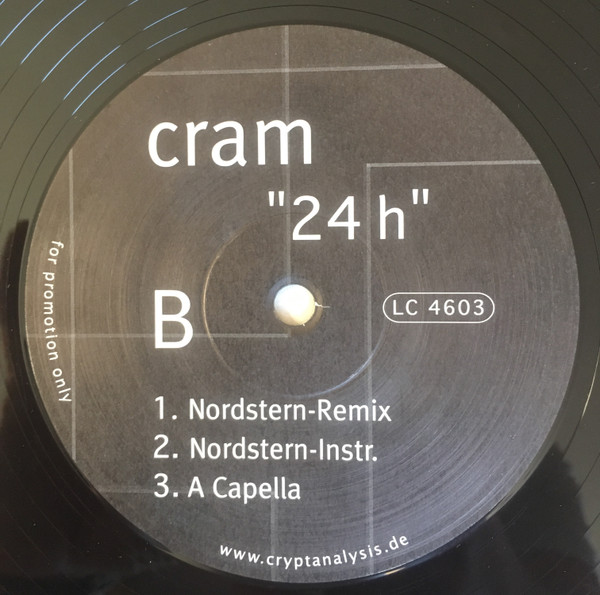 cram
"24 h"
B
LC 4603
for promotion only
1. Nordstern-Remix
2. Nordstern-Instr.
3. A Capella
www.cryptanalysis.de